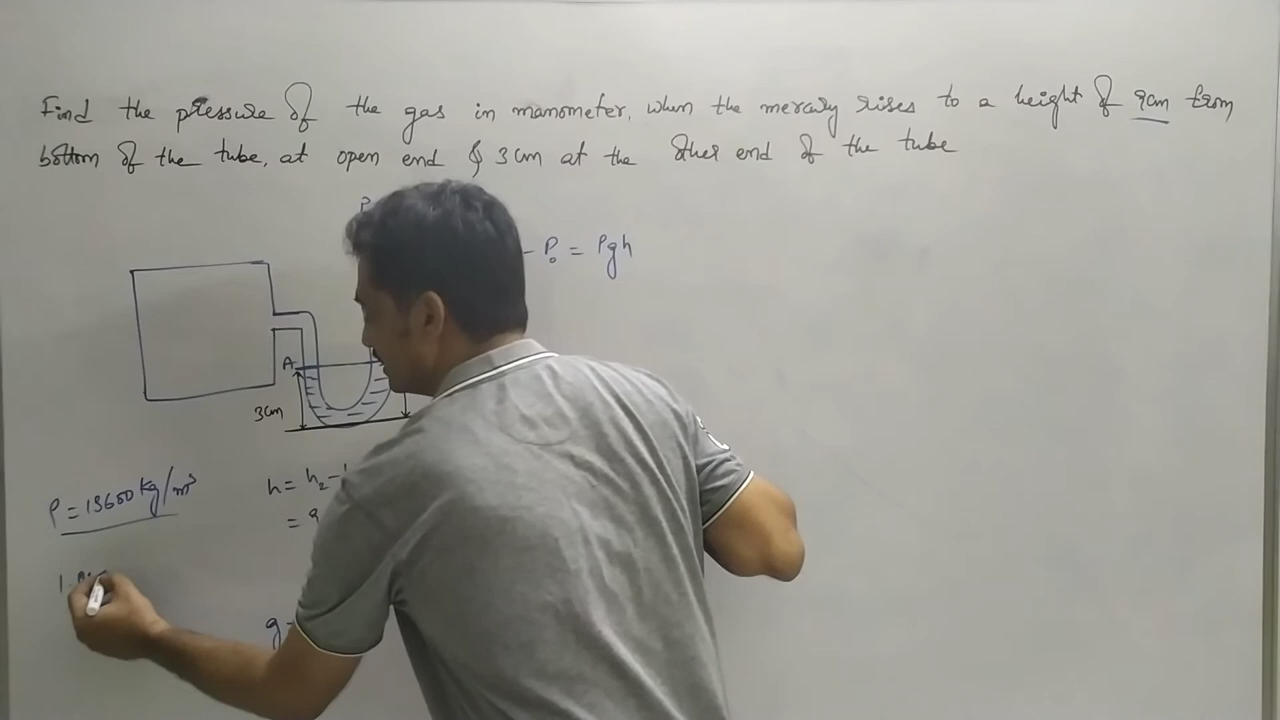 Find the pressure of the gas in manometer, when the mercury rises to a height of 9cm from
bottom of the tube, at open end & 3cm at the other end of the tube
P
- P₀ = ρgh
A
3cm
ρ = 13600 kg/m³
h = h₂ -
= 9
g =